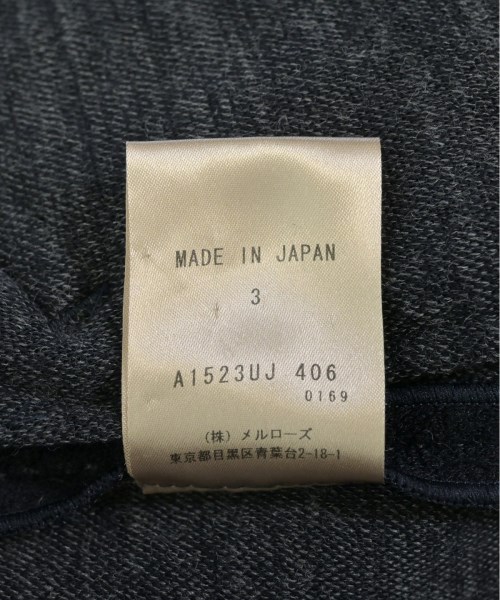 MADE IN JAPAN
3
A1523UJ 406
0169
(株) メルローズ
東京都目黒区青葉台2-18-1